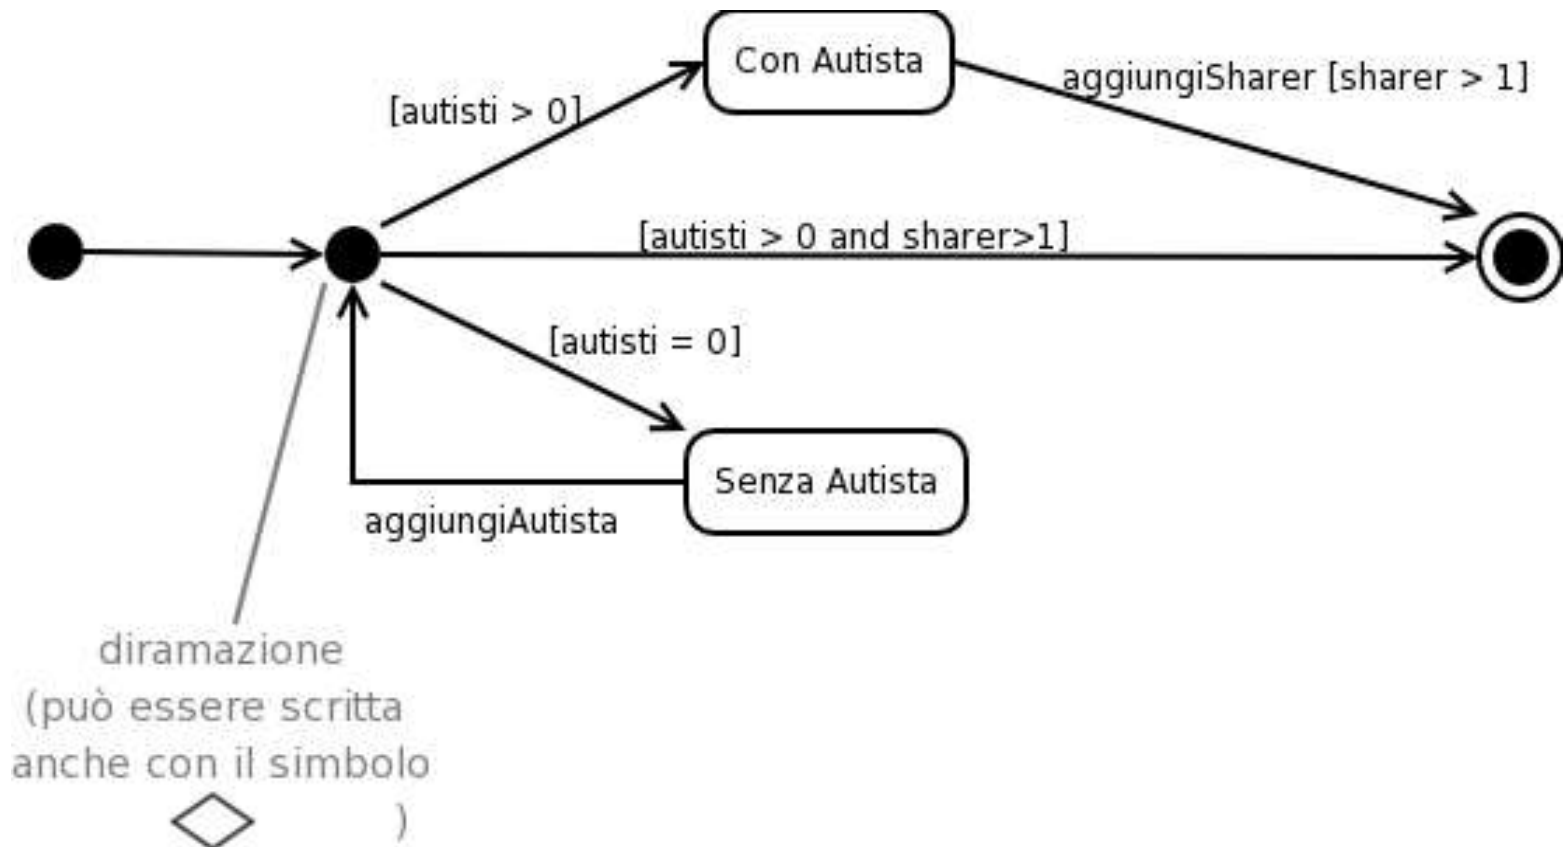 Con Autista
aggiungiSharer [sharer > 1]
[autisti > 0]
[autisti > 0 and sharer>1]
[autisti = 0]
Senza Autista
aggiungiAutista
diramazione
(può essere scritta
anche con il simbolo
)